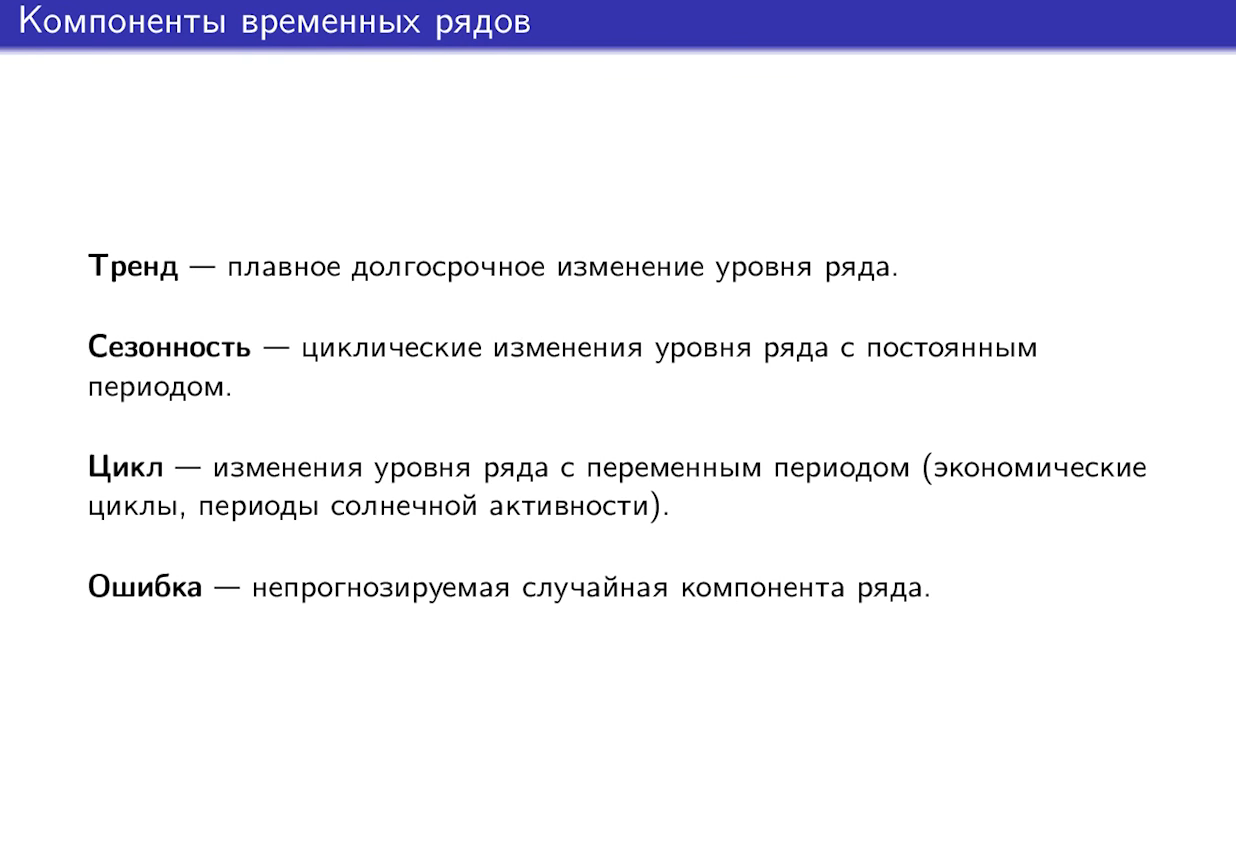 Компоненты временных рядов
Тренд — плавное долгосрочное изменение уровня ряда.
Сезонность — циклические изменения уровня ряда с постоянным
периодом.
Цикл — изменения уровня ряда с переменным периодом (экономические
циклы, периоды солнечной активности).
Ошибка — непрогнозируемая случайная компонента ряда.